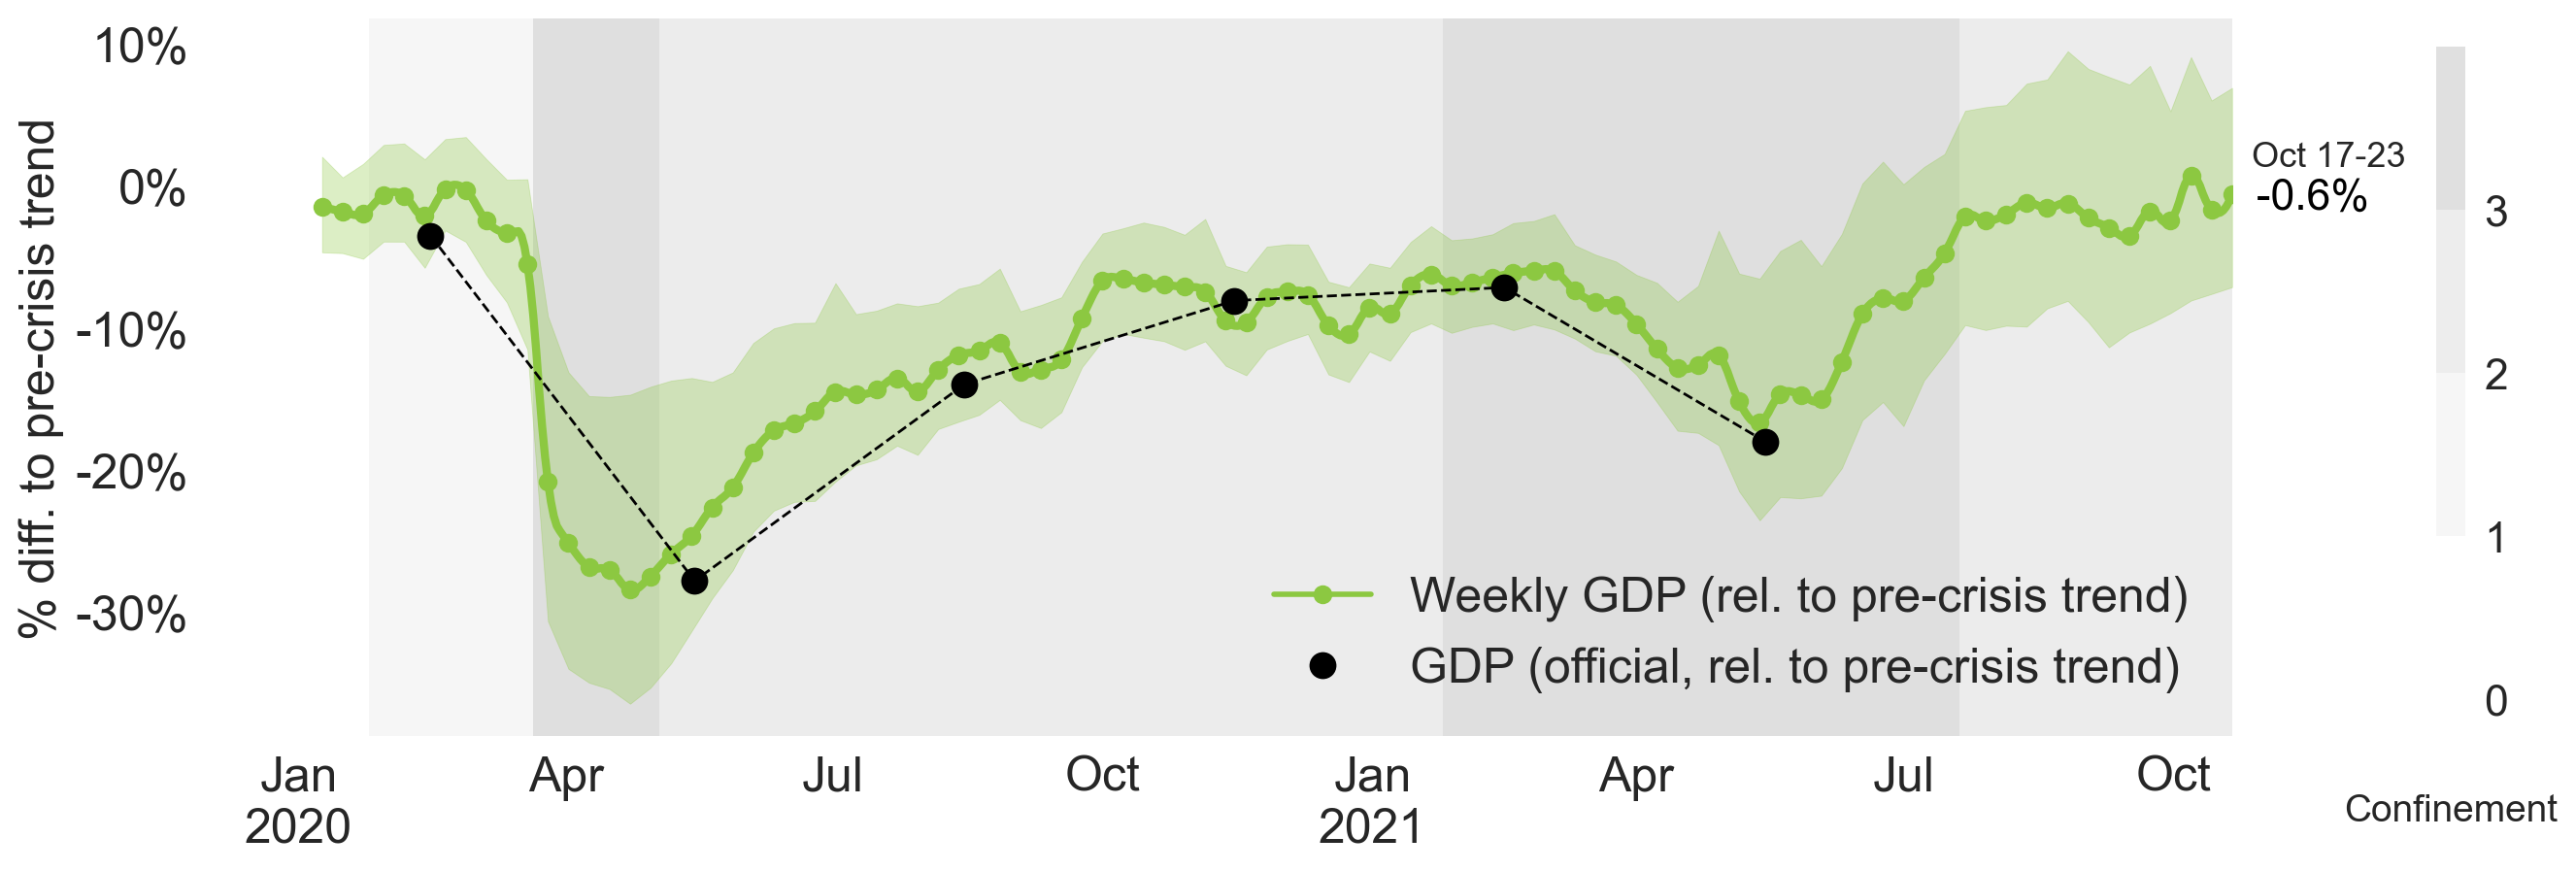 % diff. to pre-crisis trend
10%
0%
-10%
-20%
-30%
Oct 17-23
-0.6%
Weekly GDP (rel. to pre-crisis trend)
GDP (official, rel. to pre-crisis trend)
Jan
2020
Apr
Jul
Oct
Jan
2021
Apr
Jul
Oct
3
2
1
0
Confinement